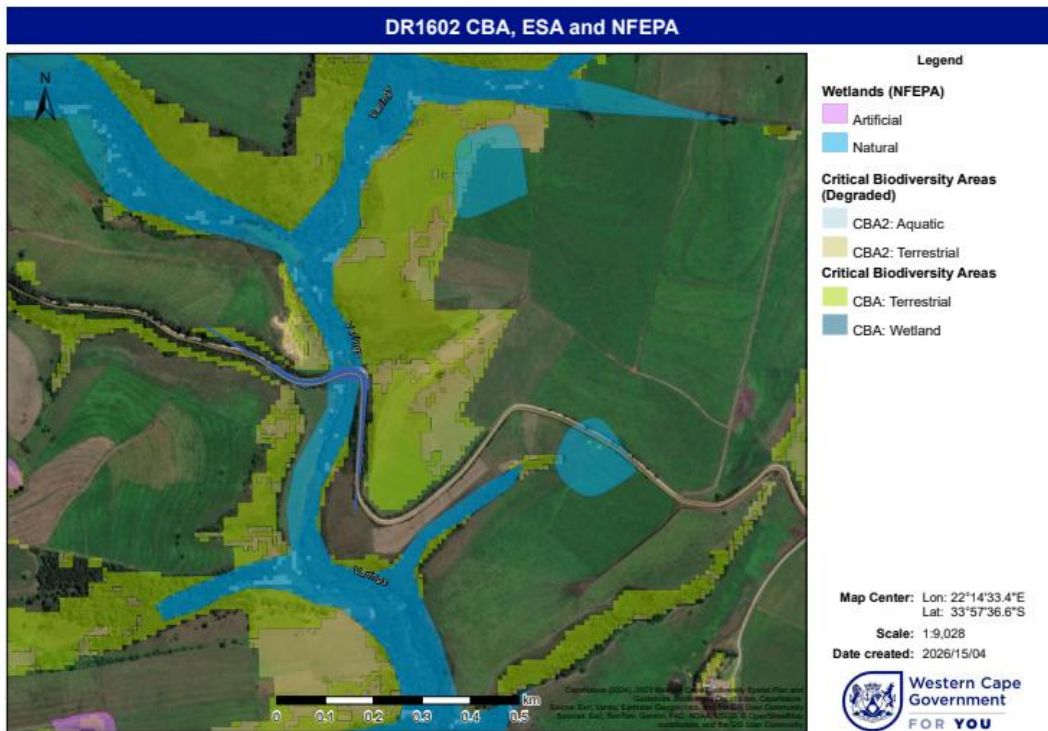 DR1602 CBA, ESA and NFEPA
N
Legend
Wetlands (NFEPA)
Artificial
Natural
Critical Biodiversity Areas
(Degraded)
CBA2: Aquatic
CBA2: Terrestrial
Critical Biodiversity Areas
CBA: Terrestrial
CBA: Wetland
Varings
Varings
Varings
km
0 0.1 0.2 0.3 0.4 0.5
Map Center: Lon: 22°14'33.4"E
Lat: 33°57'36.6"S
Scale: 1:9,028
Date created: 2026/15/04
Western Cape
Government
FOR YOU